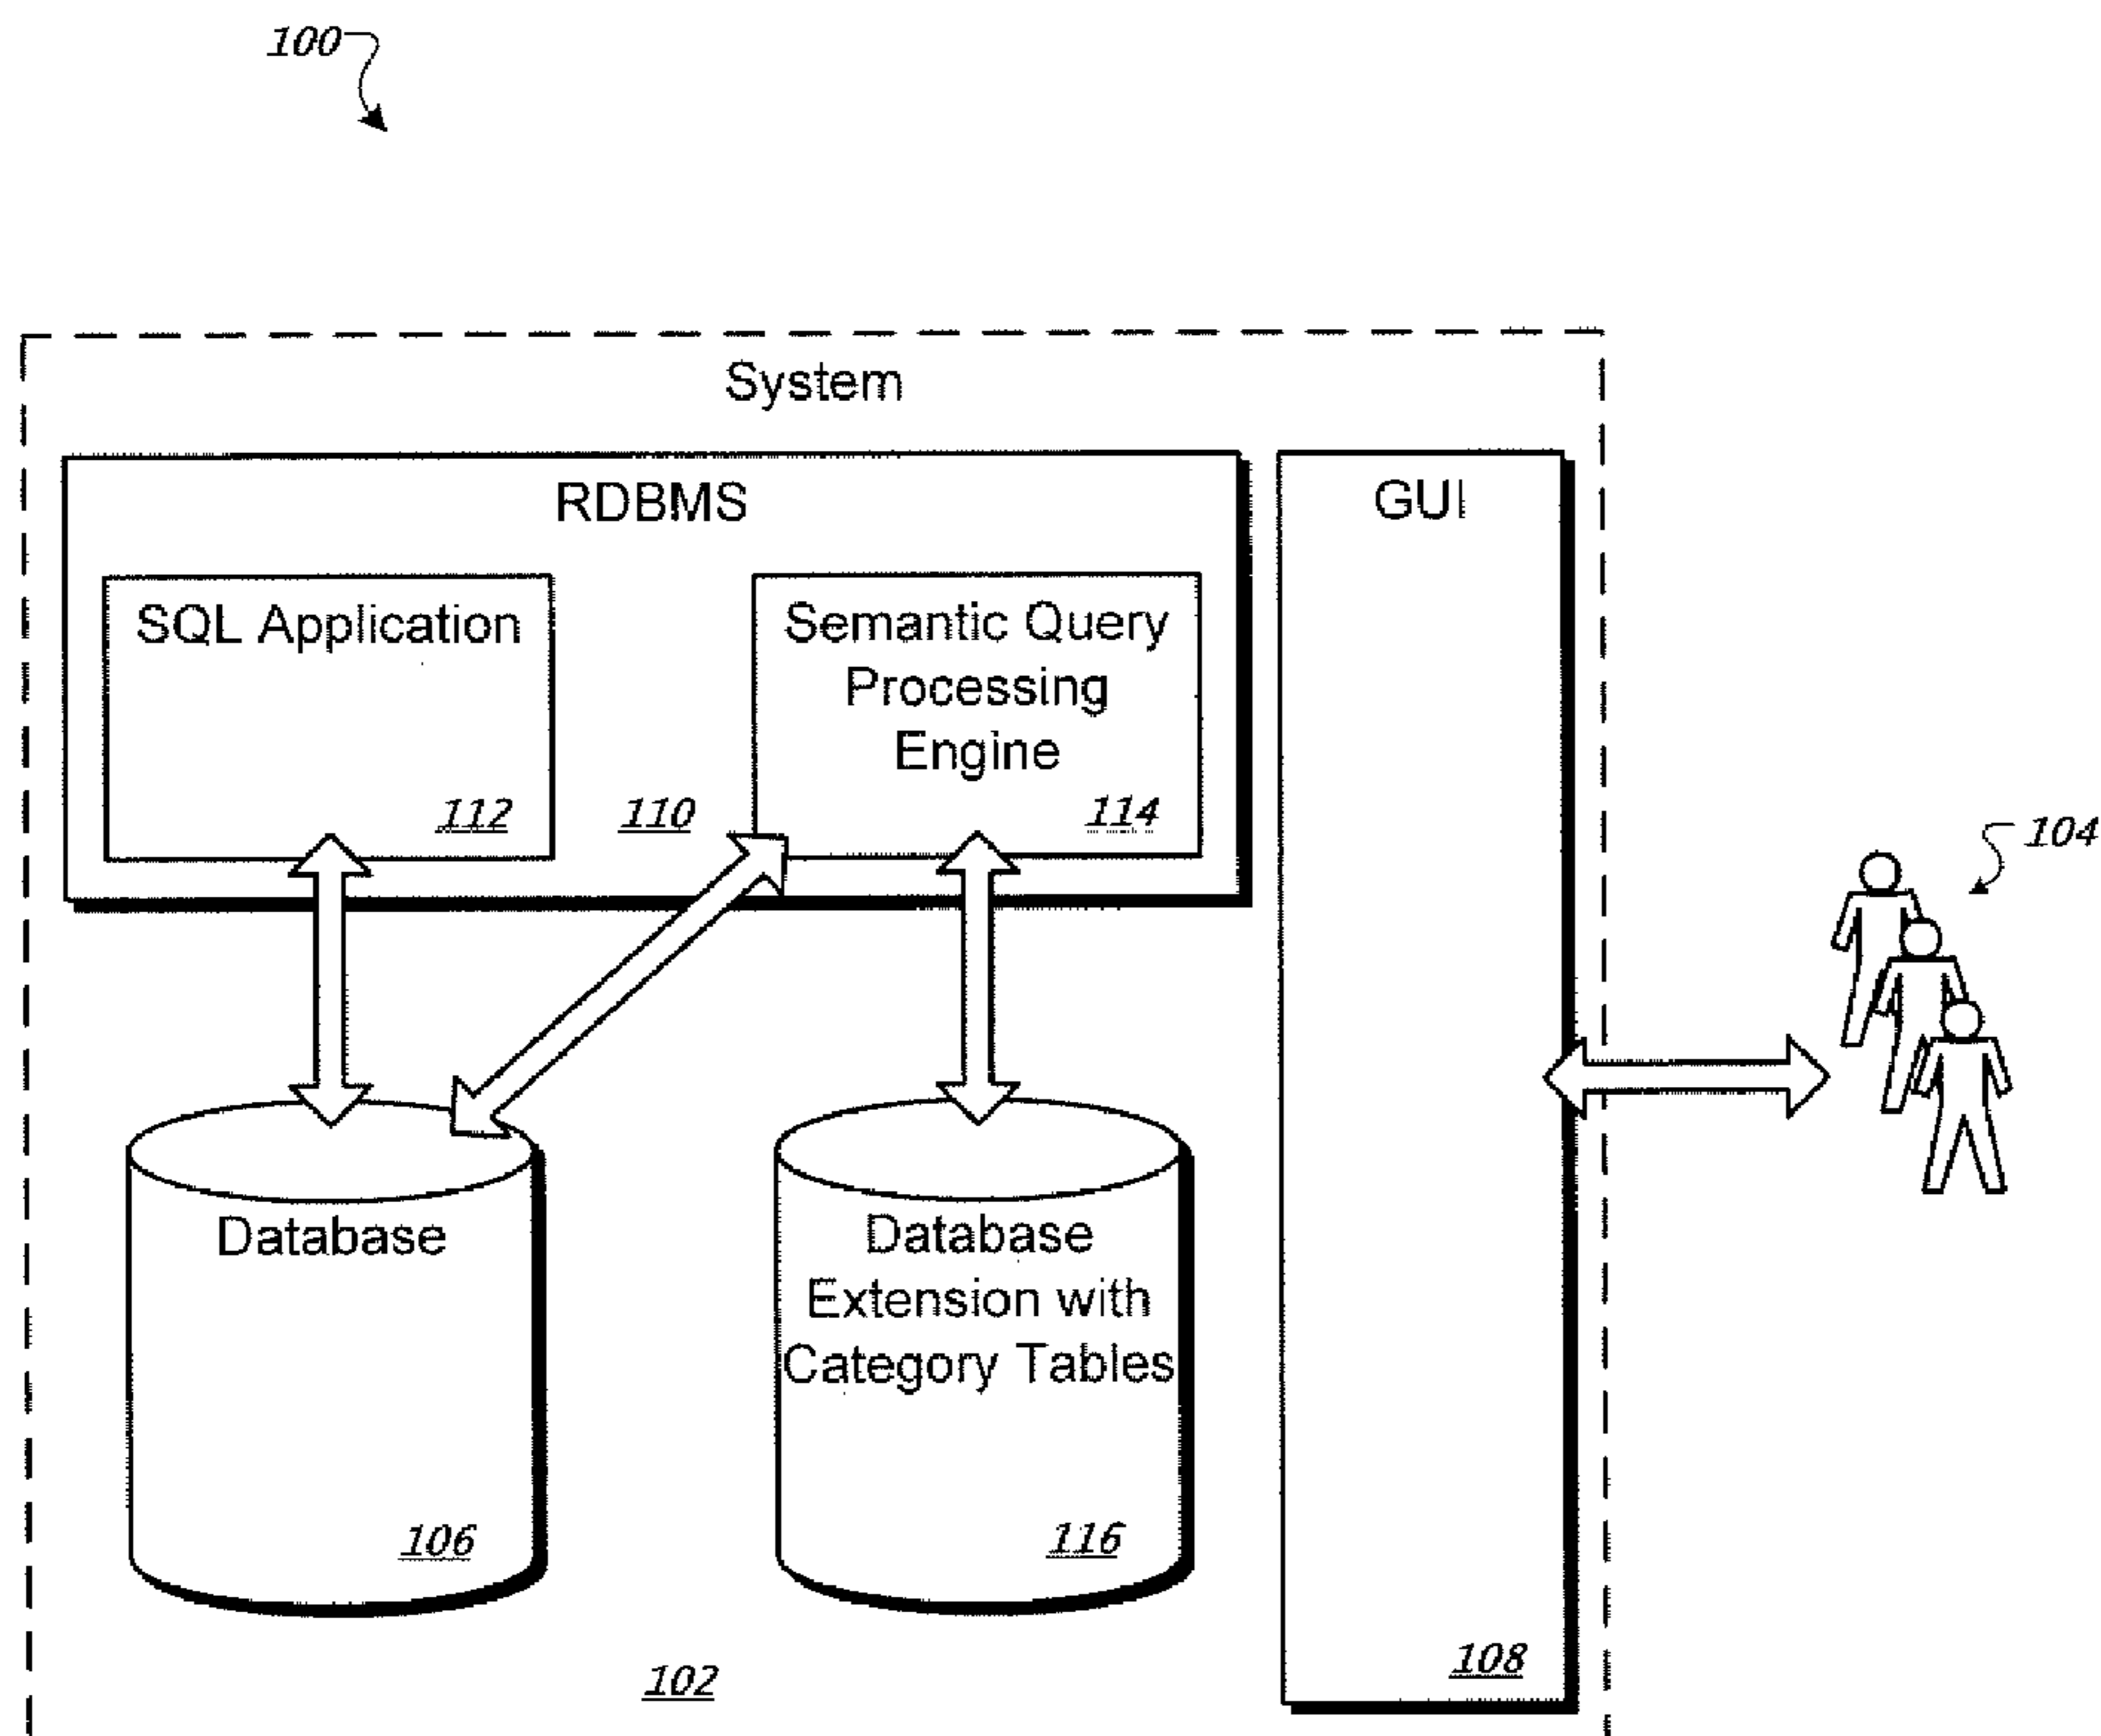 100
System
RDBMS
GUI
SQL Application
112
110
Semantic Query
Processing
Engine
114
104
Database
106
Database
Extension with
Category Tables
116
102
108